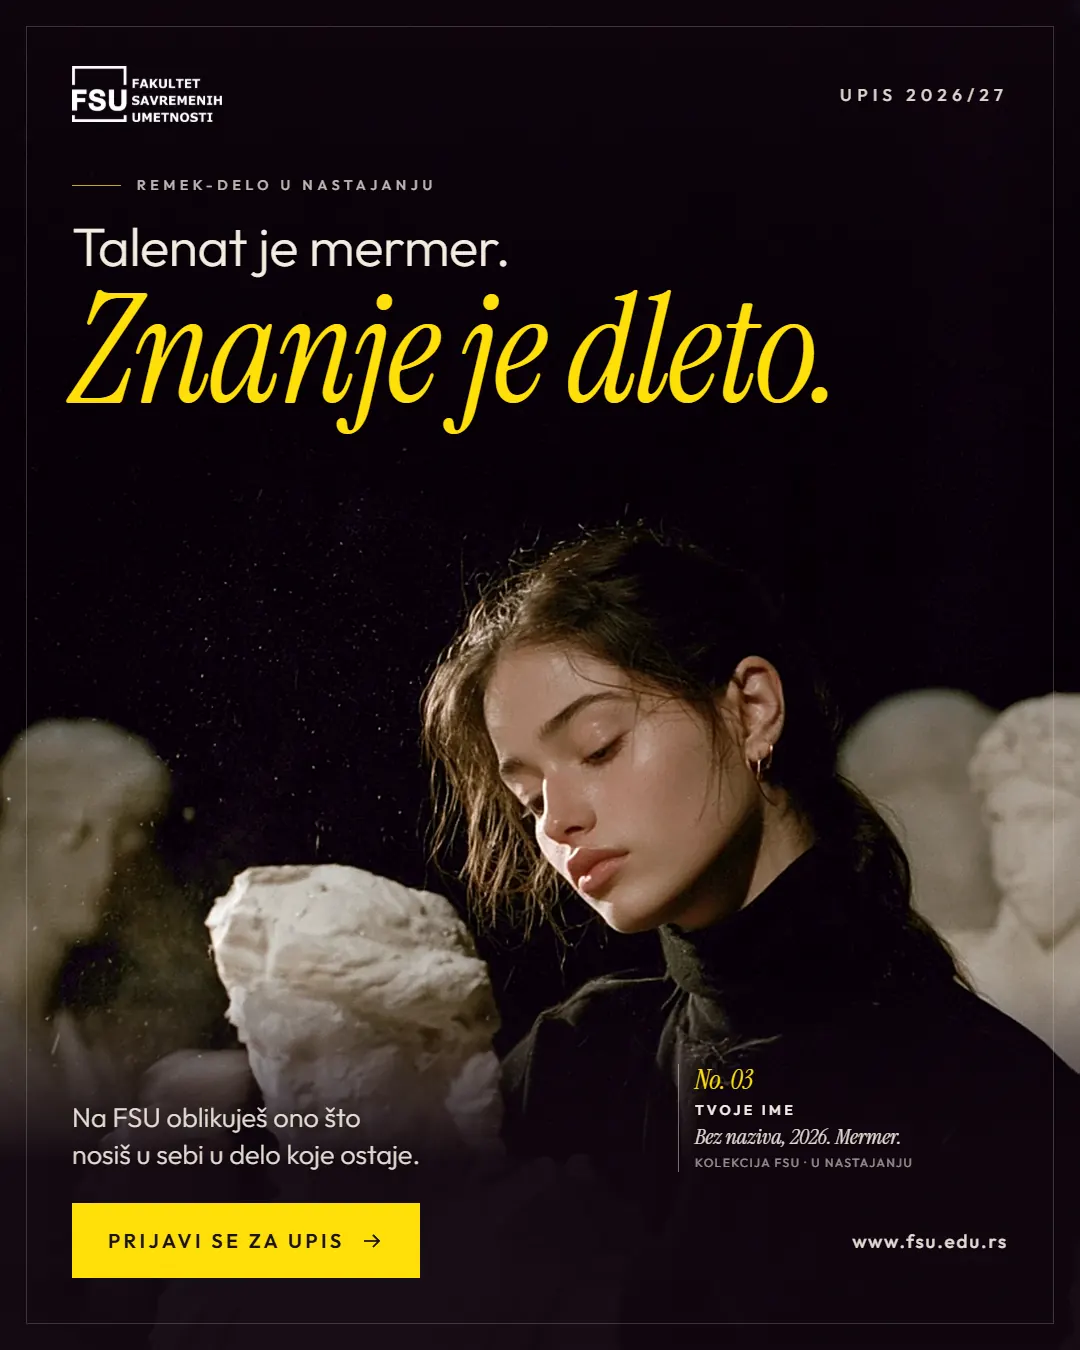 FSU FAKULTET
SAVREMENIH
UMETNOSTI
UPIS 2026/27
REMEK-DELO U NASTAJANJU
Talenat je mermer.
Znanje je dleto.
No. 03
TVOJE IME
Bez naziva, 2026. Mermer.
KOLEKCIJA FSU · U NASTAJANJU
Na FSU oblikuješ ono što
nosiš u sebi u delo koje ostaje.
PRIJAVI SE ZA UPIS →
www.fsu.edu.rs